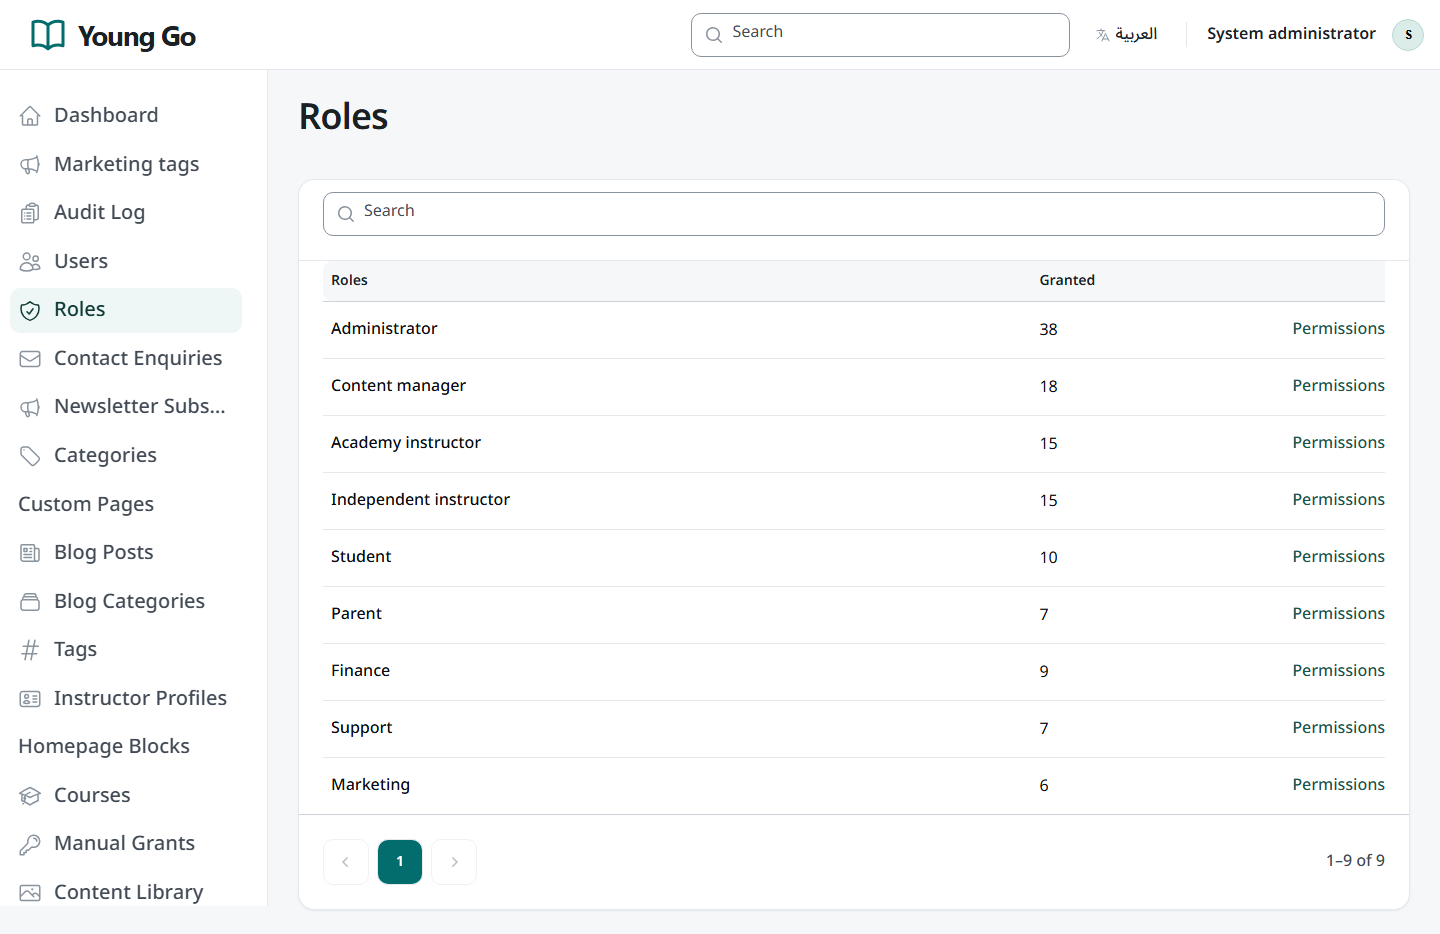 Young Go
Search
العربية
System administrator
S
Dashboard
Marketing tags
Audit Log
Users
Roles
Contact Enquiries
Newsletter Subs...
Categories
Custom Pages
Blog Posts
Blog Categories
Tags
Instructor Profiles
Homepage Blocks
Courses
Manual Grants
Content Library
Roles
Search
Roles Granted
Administrator 38 Permissions
Content manager 18 Permissions
Academy instructor 15 Permissions
Independent instructor 15 Permissions
Student 10 Permissions
Parent 7 Permissions
Finance 9 Permissions
Support 7 Permissions
Marketing 6 Permissions
1
1–9 of 9